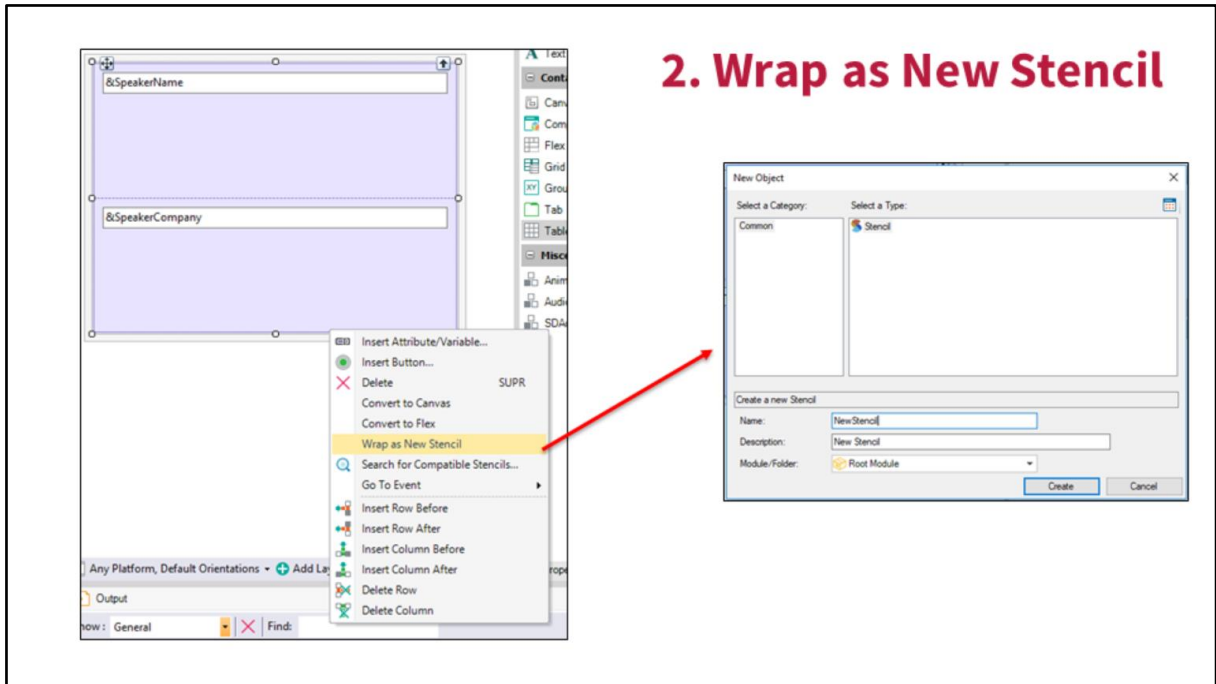 2. Wrap as New Stencil
&SpeakerName
&SpeakerCompany
Text
Conta
Canv
Com
Flex
Grid
Grou
Tab
Table
Misce
Anim
Audi
SDA
Insert Attribute/Variable...
Insert Button...
Delete SUPR
Convert to Canvas
Convert to Flex
Wrap as New Stencil
Search for Compatible Stencils...
Go To Event
Insert Row Before
Insert Row After
Insert Column Before
Insert Column After
Delete Row
Delete Column
Any Platform, Default Orientations Add La
rope
Output
how: General Find:
New Object
Select a Category: Select a Type:
Common Stencil
Create a new Stencil
Name: NewStencil
Description: New Stencil
Module/Folder: Root Module
Create Cancel